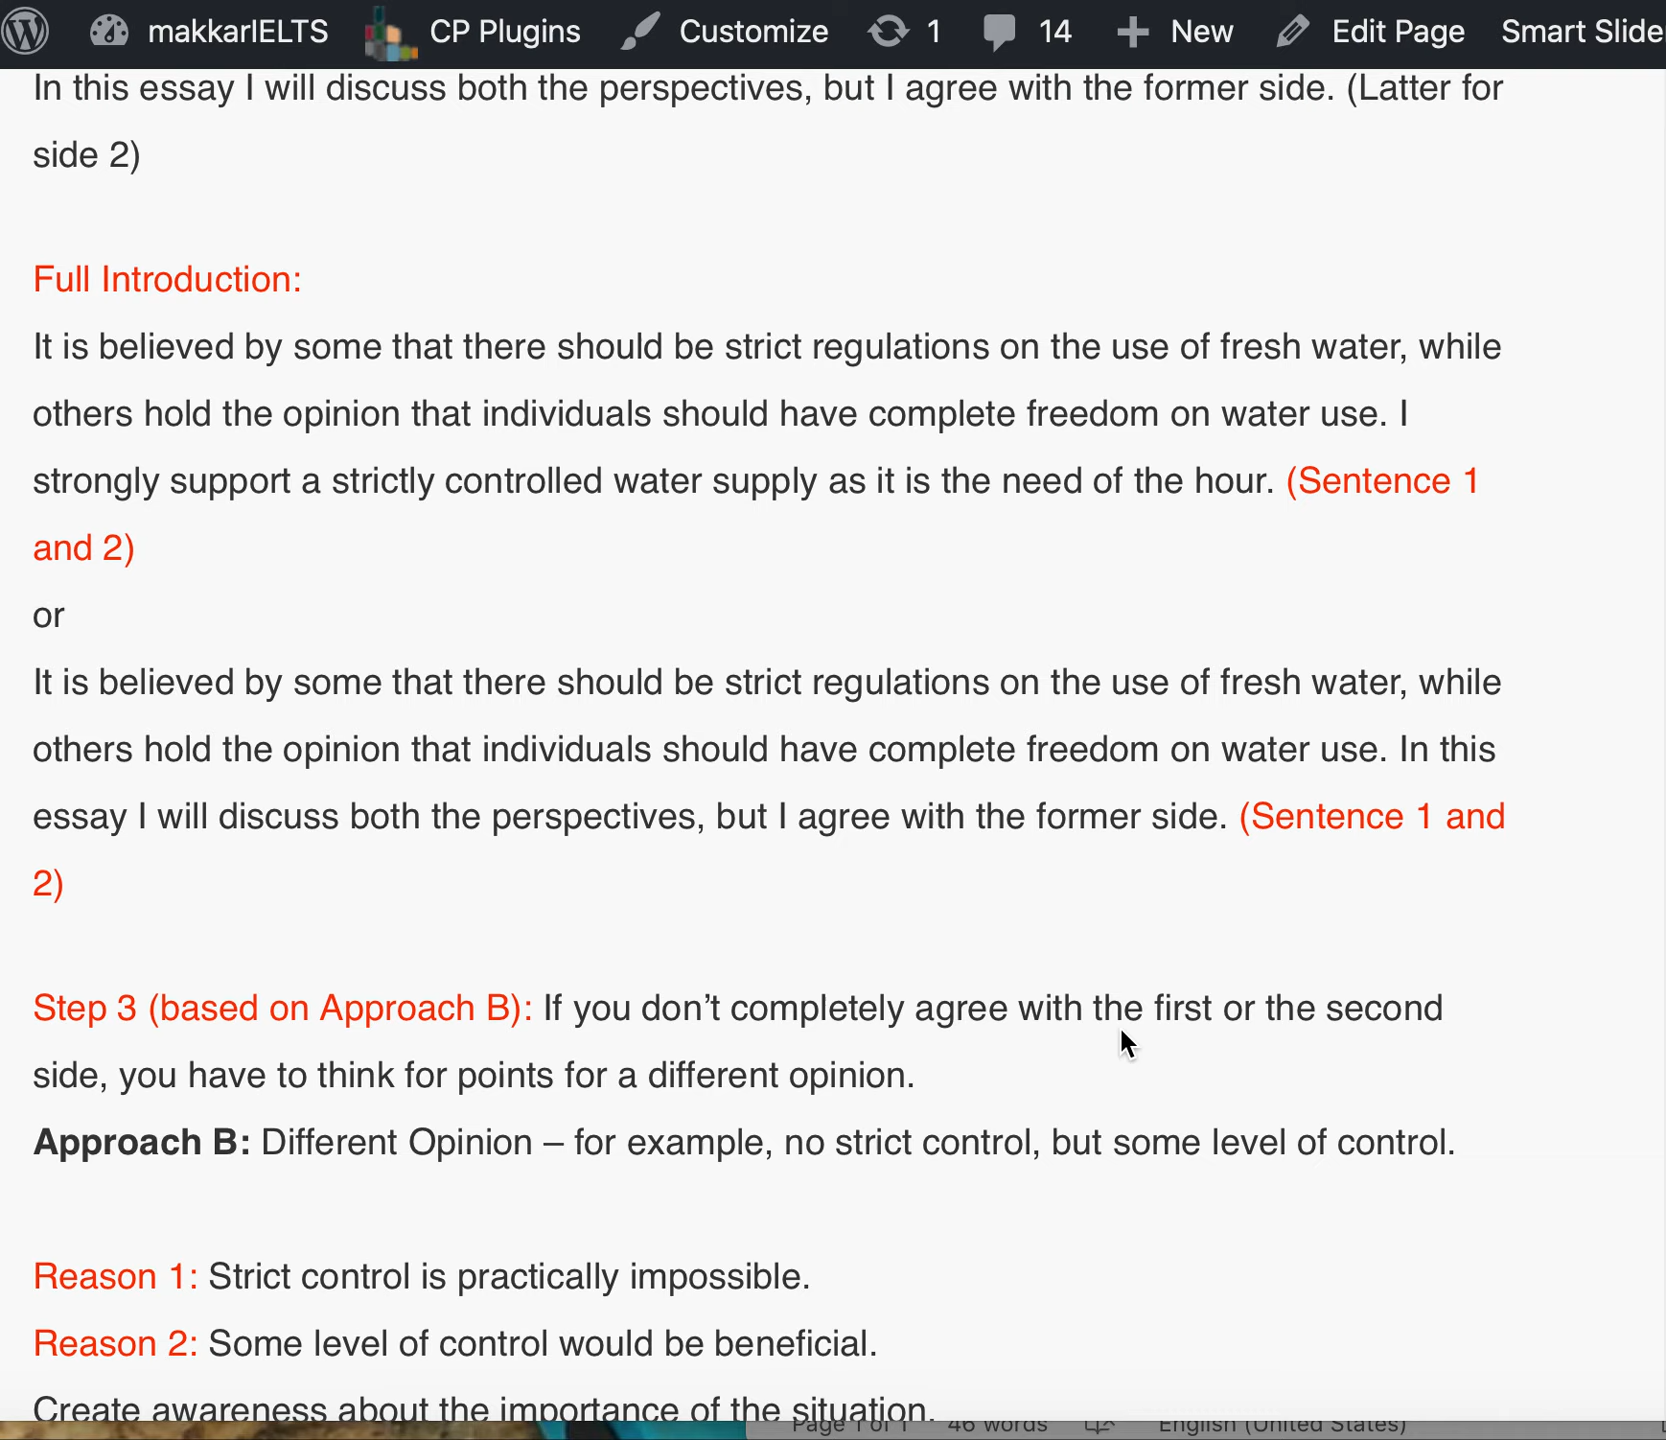 makkarIELTS CP Plugins Customize 1 14 New Edit Page Smart Slide
In this essay I will discuss both the perspectives, but I agree with the former side. (Latter for
side 2)
Full Introduction:
It is believed by some that there should be strict regulations on the use of fresh water, while
others hold the opinion that individuals should have complete freedom on water use. I
strongly support a strictly controlled water supply as it is the need of the hour. (Sentence 1
and 2)
or
It is believed by some that there should be strict regulations on the use of fresh water, while
others hold the opinion that individuals should have complete freedom on water use. In this
essay I will discuss both the perspectives, but I agree with the former side. (Sentence 1 and
2)
Step 3 (based on Approach B): If you don’t completely agree with the first or the second
side, you have to think for points for a different opinion.
Approach B: Different Opinion – for example, no strict control, but some level of control.
Reason 1: Strict control is practically impossible.
Reason 2: Some level of control would be beneficial.
Create awareness about the importance of the situation.
Page 1 of 1 46 words English (United States)